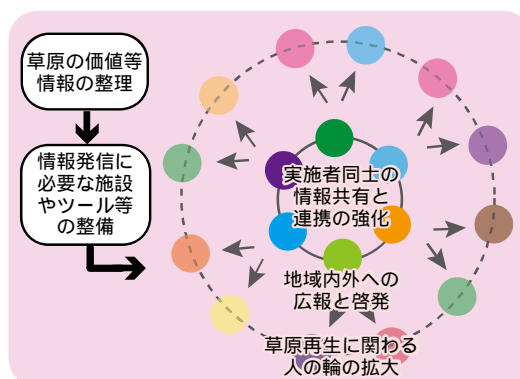 草原の価値等
情報の整理
情報発信に
必要な施設
やツール等
の整備
実施者同士の
情報共有と
連携の強化
地域内外への
広報と啓発
草原再生に関わる
人の輪の拡大